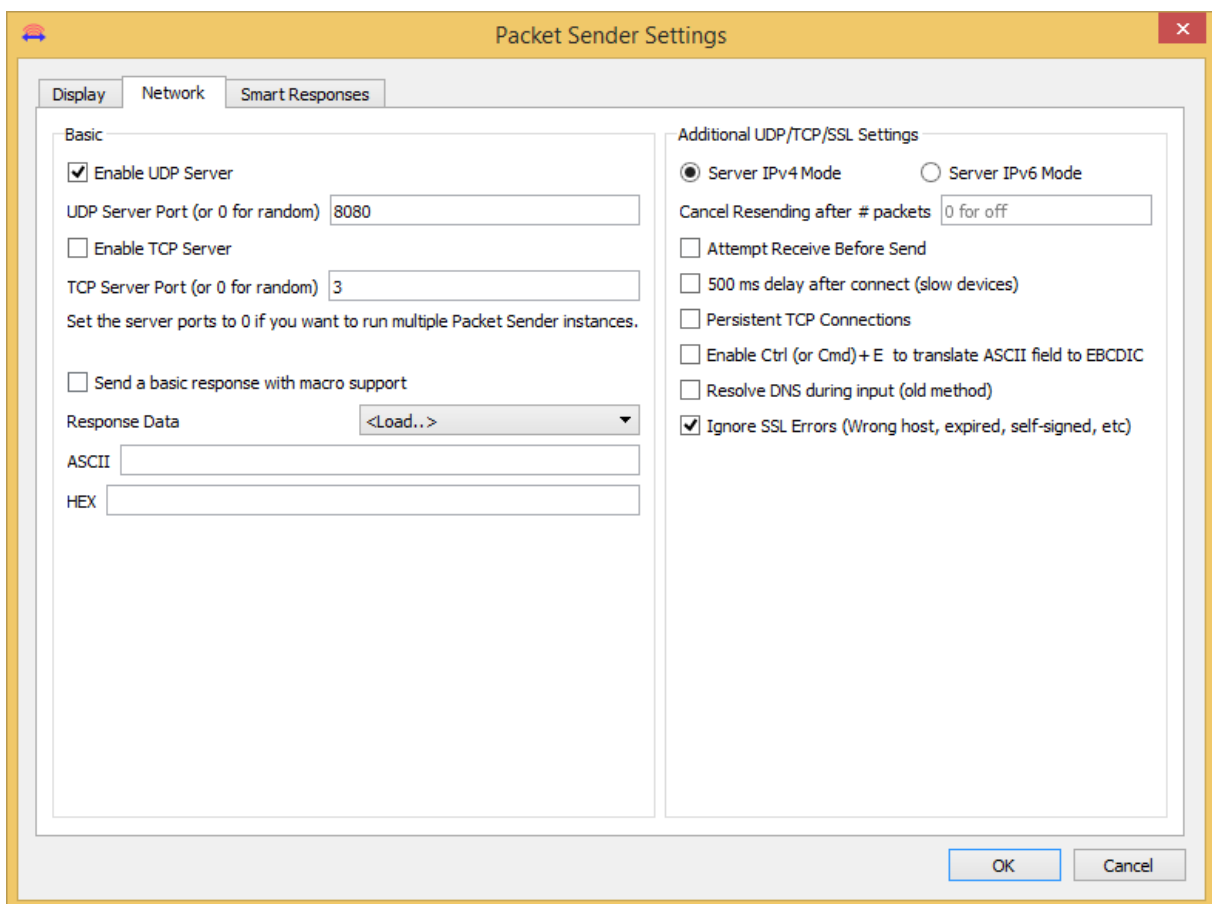 Packet Sender Settings
Display Network Smart Responses
Basic
Enable UDP Server
UDP Server Port (or 0 for random) 8080
Enable TCP Server
TCP Server Port (or 0 for random) 3
Set the server ports to 0 if you want to run multiple Packet Sender instances.
Send a basic response with macro support
Response Data <Load..>
ASCII
HEX
Additional UDP/TCP/SSL Settings
Server IPv4 Mode Server IPv6 Mode
Cancel Resending after # packets 0 for off
Attempt Receive Before Send
500 ms delay after connect (slow devices)
Persistent TCP Connections
Enable Ctrl (or Cmd)+E to translate ASCII field to EBCDIC
Resolve DNS during input (old method)
Ignore SSL Errors (Wrong host, expired, self-signed, etc)
OK Cancel